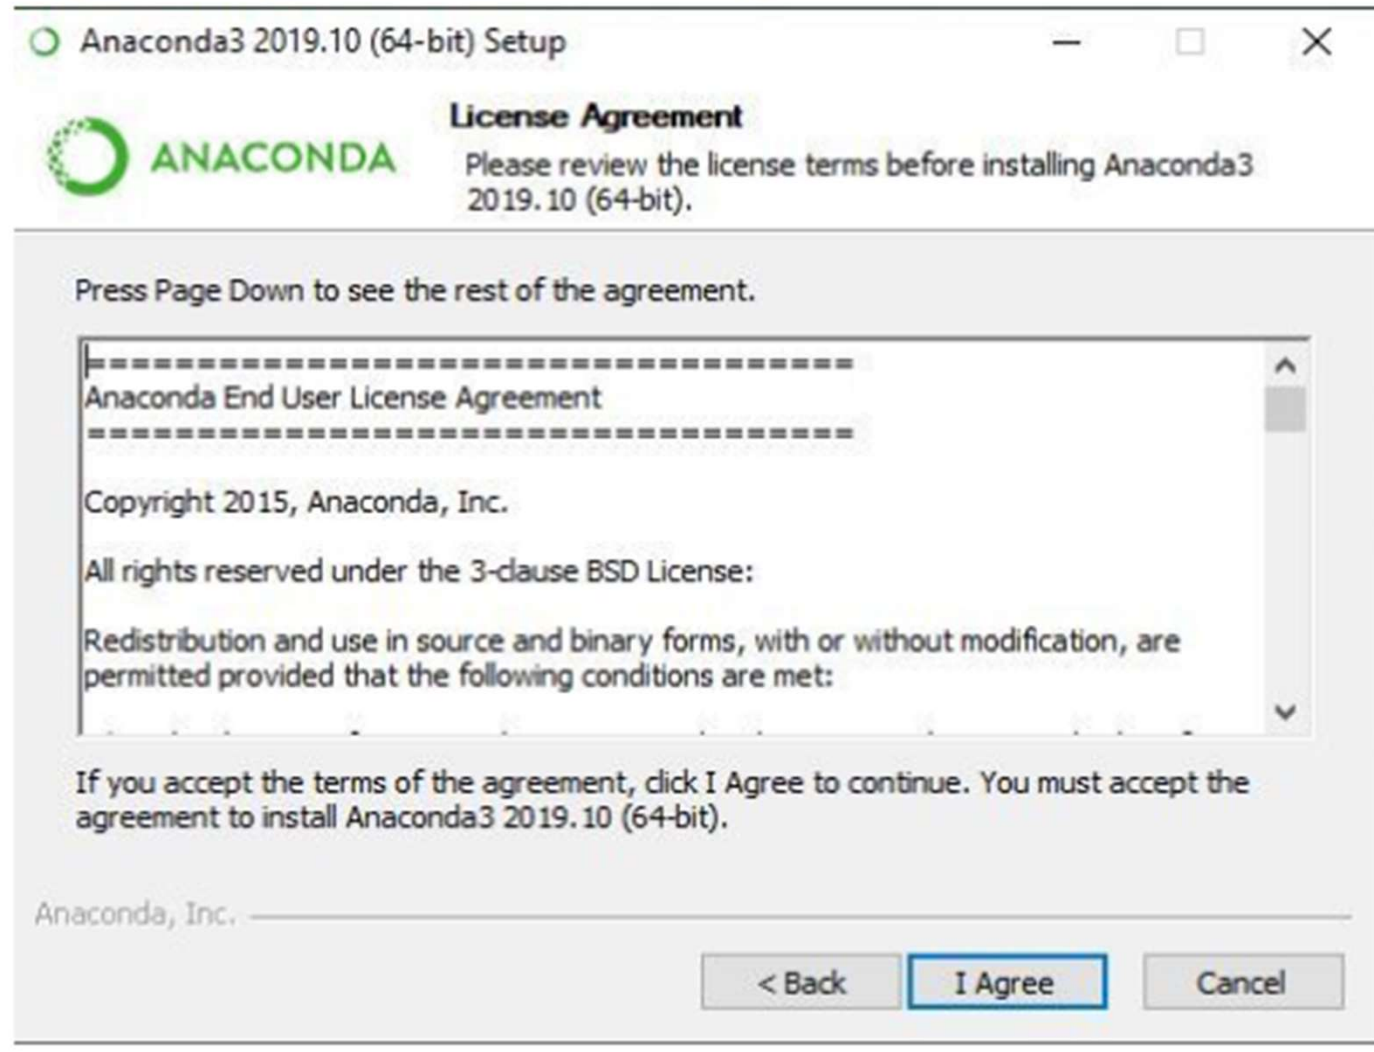 Anaconda3 2019.10 (64-bit) Setup
ANACONDA
License Agreement
Please review the license terms before installing Anaconda3
2019.10 (64-bit).
Press Page Down to see the rest of the agreement.
===================================
Anaconda End User License Agreement
===================================
Copyright 2015, Anaconda, Inc.
All rights reserved under the 3-clause BSD License:
Redistribution and use in source and binary forms, with or without modification, are
permitted provided that the following conditions are met:
If you accept the terms of the agreement, click I Agree to continue. You must accept the
agreement to install Anaconda3 2019.10 (64-bit).
Anaconda, Inc.
< Back
I Agree
Cancel